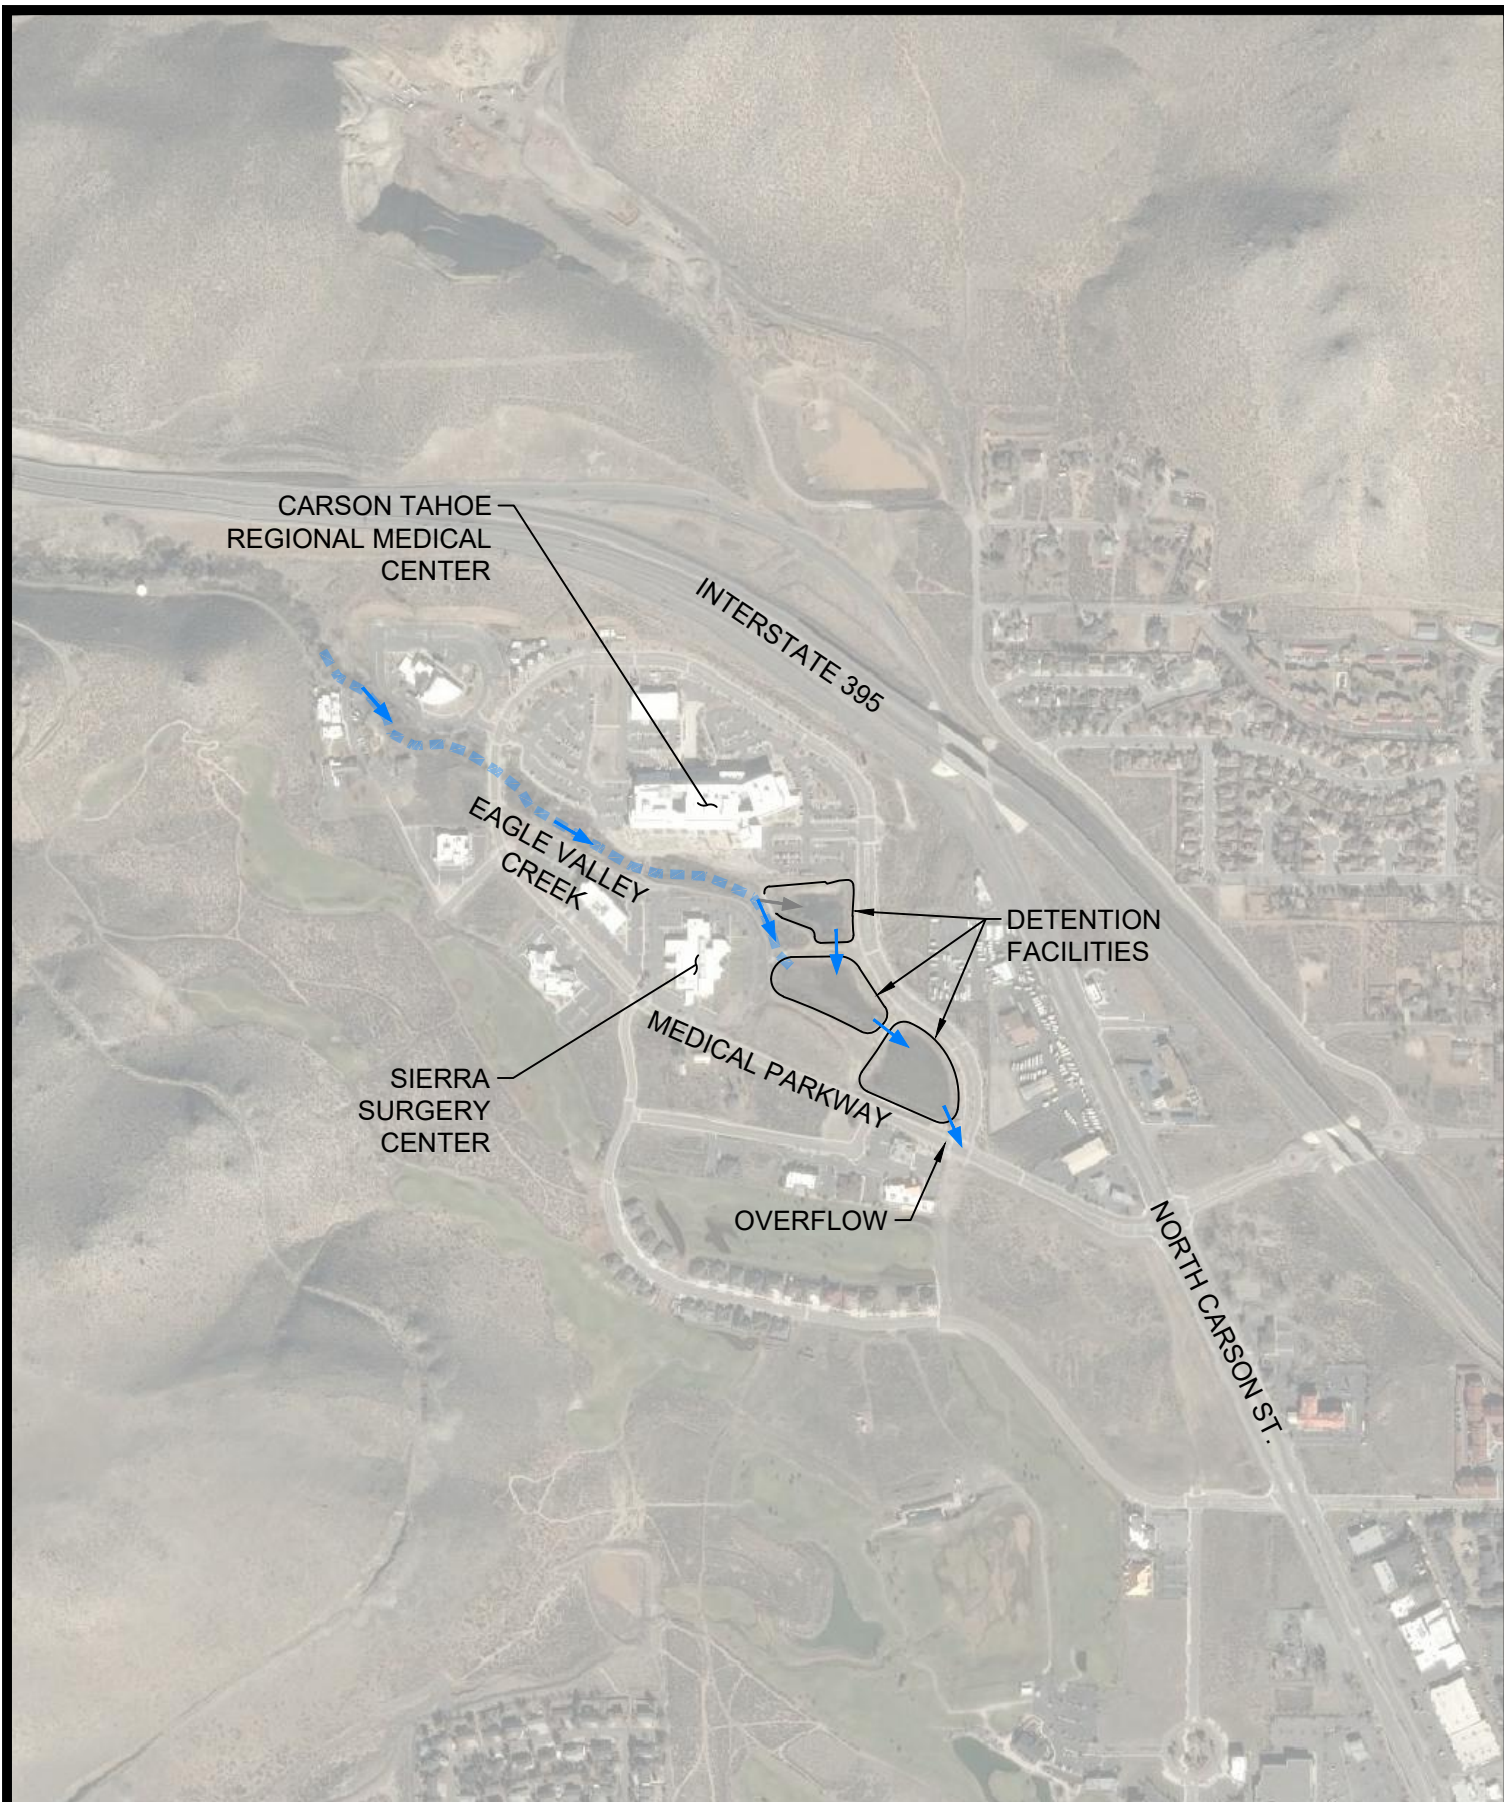 CARSON TAHOE
REGIONAL MEDICAL
CENTER
INTERSTATE 395
EAGLE VALLEY
CREEK
DETENTION
FACILITIES
MEDICAL PARKWAY
SIERRA
SURGERY
CENTER
OVERFLOW
NORTH CARSON ST.